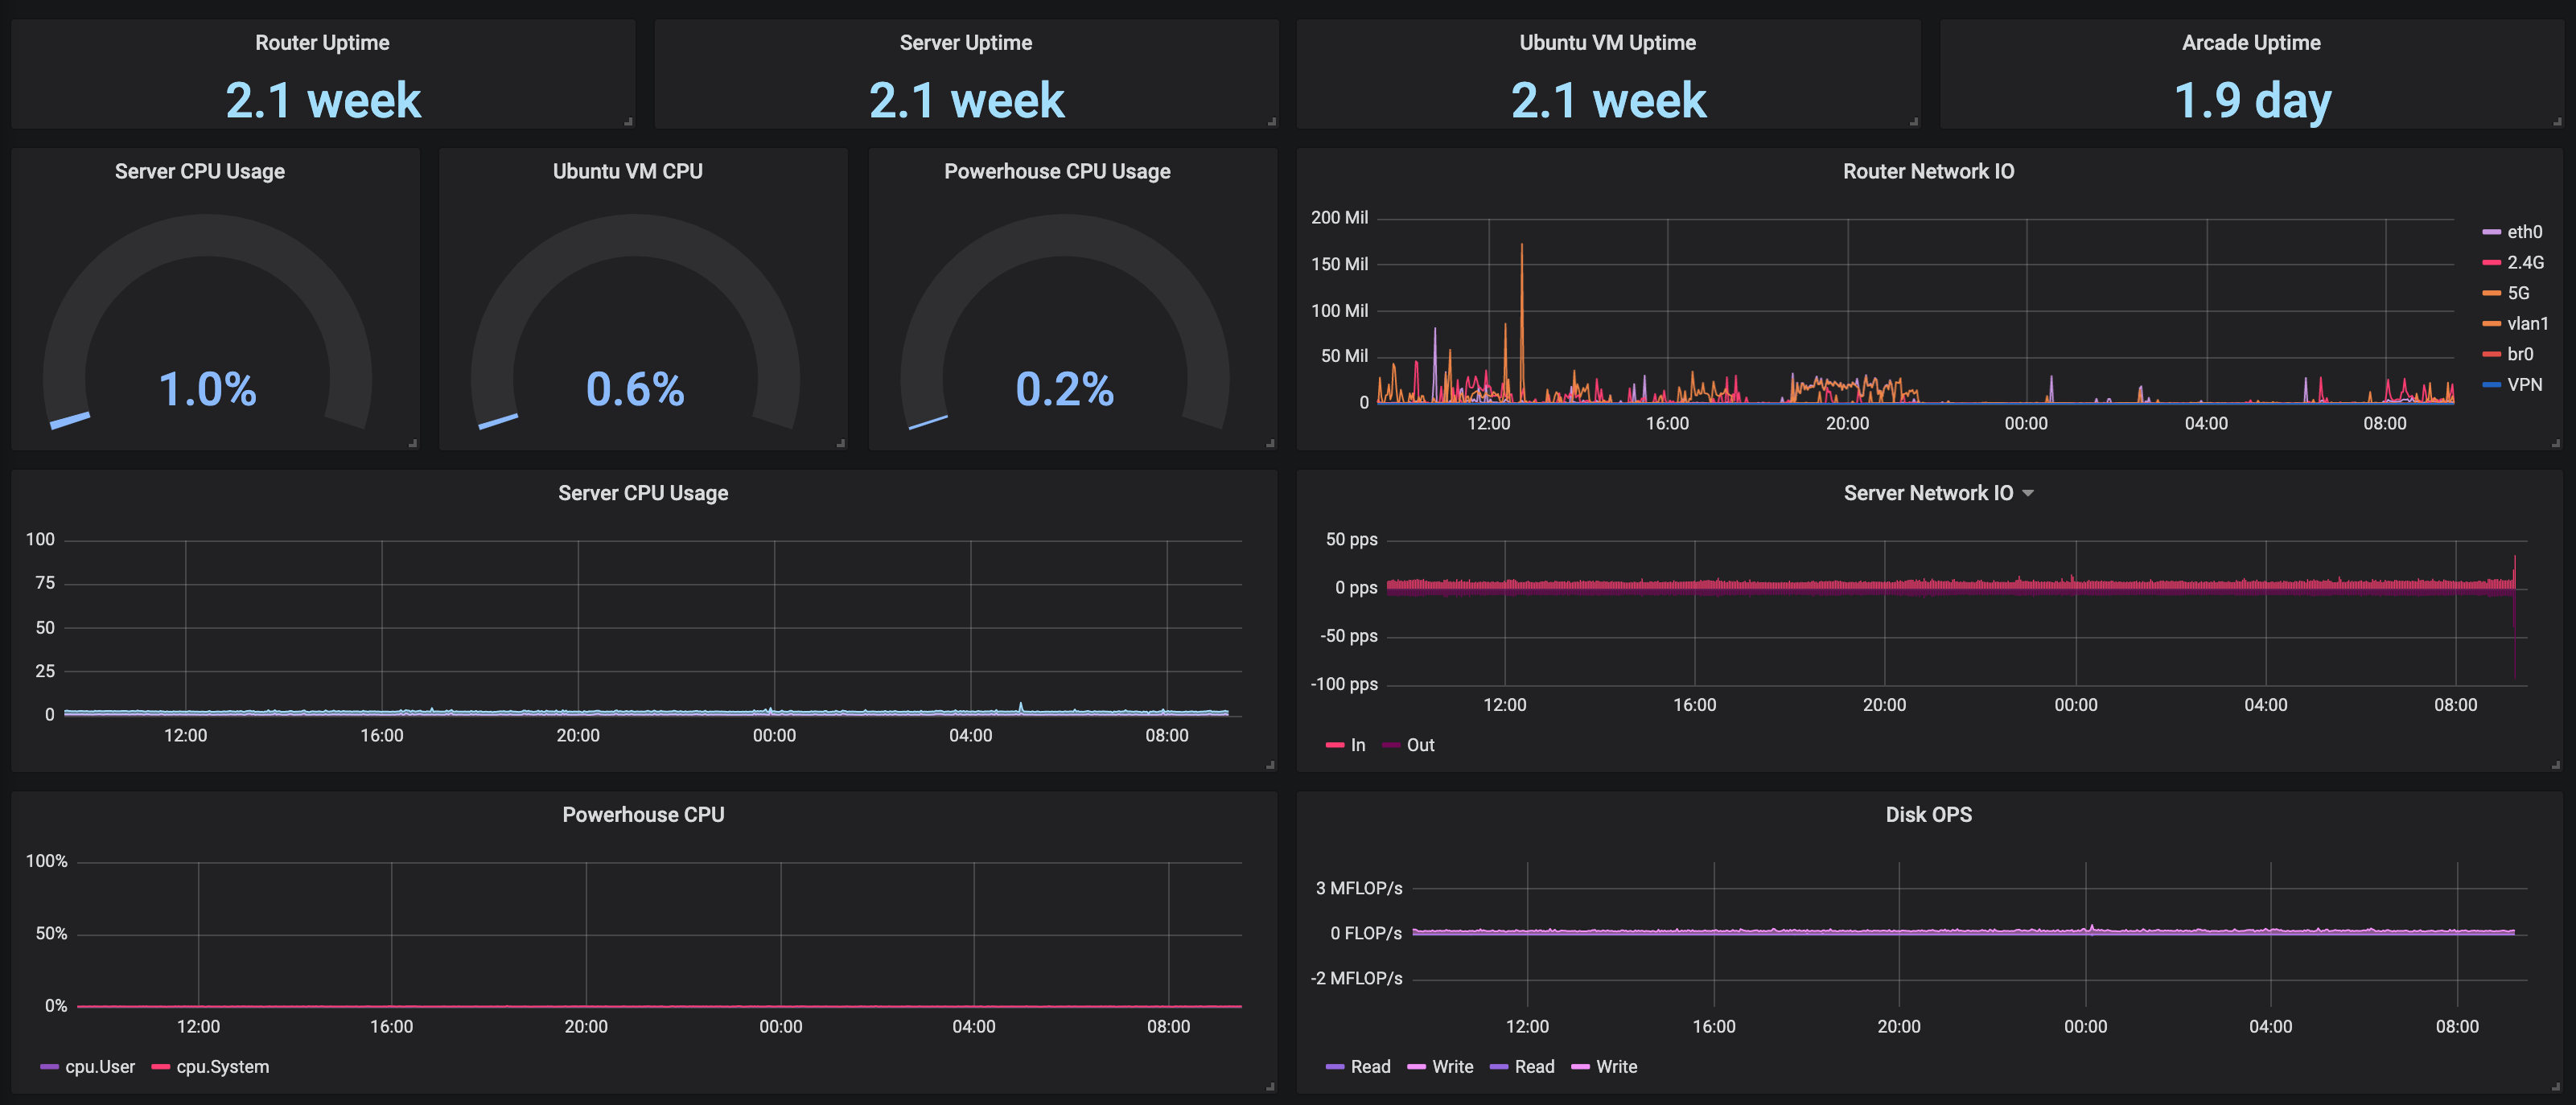 Router Uptime
2.1 week
Server Uptime
2.1 week
Ubuntu VM Uptime
2.1 week
Arcade Uptime
1.9 day
Server CPU Usage
1.0%
Ubuntu VM CPU
0.6%
Powerhouse CPU Usage
0.2%
Router Network IO
200 Mil
150 Mil
100 Mil
50 Mil
0
12:00 16:00 20:00 00:00 04:00 08:00
eth0
2.4G
5G
vlan1
br0
VPN
Server CPU Usage
100
75
50
25
0
12:00 16:00 20:00 00:00 04:00 08:00
Server Network IO
50 pps
0 pps
-50 pps
-100 pps
12:00 16:00 20:00 00:00 04:00 08:00
In Out
Powerhouse CPU
100%
50%
0%
12:00 16:00 20:00 00:00 04:00 08:00
cpu.User cpu.System
Disk OPS
3 MFLOP/s
0 FLOP/s
-2 MFLOP/s
12:00 16:00 20:00 00:00 04:00 08:00
Read Write Read Write